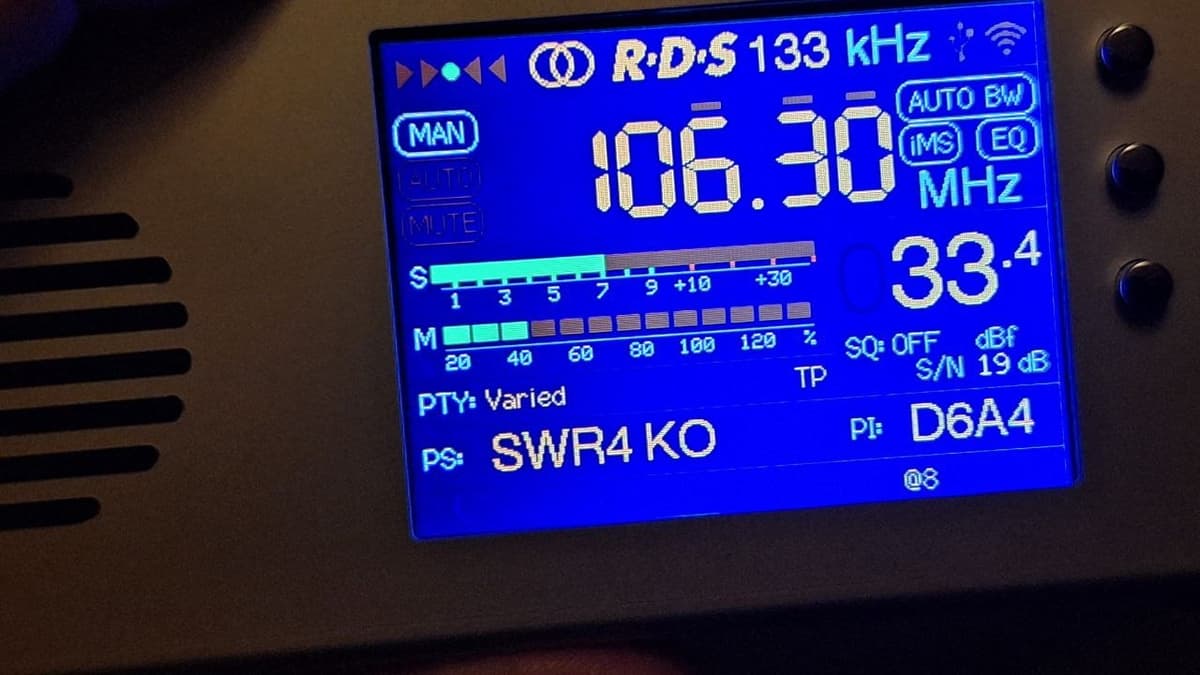 R·D·S 133 kHz
AUTO BW
MAN 106.30 iMS EQ
AUTO MHz
MUTE
S 33.4
1 3 5 7 9 +10 +30
M
20 40 60 80 100 120 % SQ: OFF dBf
TP S/N 19 dB
PTY: Varied
PS: SWR4 KO PI: D6A4
@8